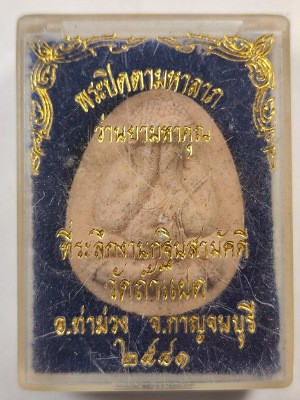 พระปิดตามหาลาภ
ว่านยามหาคุณ
ที่ระลึกงานกฐินสามัคคี
วัดถ้ำแฝด
อ.ท่าม่วง จ.กาญจนบุรี
๒๕๔๑